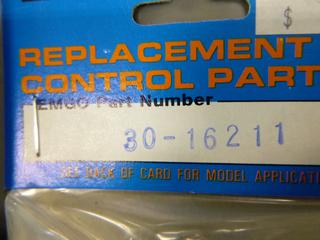 $
REPLACEMENT
CONTROL PART
EMGO Part Number
30-16211
SEE BACK OF CARD FOR MODEL APPLICATI